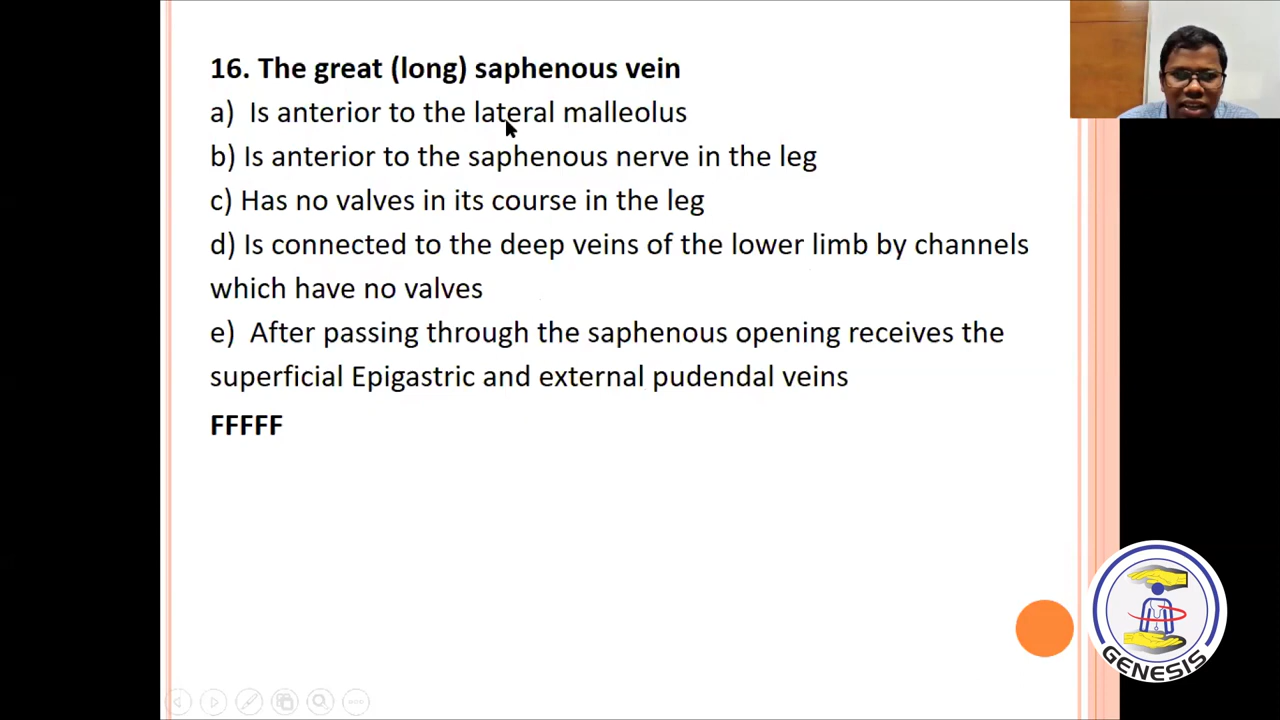 16. The great (long) saphenous vein
a) Is anterior to the lateral malleolus
b) Is anterior to the saphenous nerve in the leg
c) Has no valves in its course in the leg
d) Is connected to the deep veins of the lower limb by channels
which have no valves
e) After passing through the saphenous opening receives the
superficial Epigastric and external pudendal veins
FFFFF
GENESIS